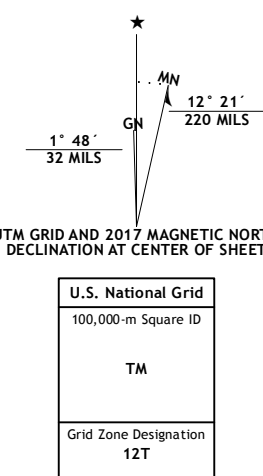 MN
GN
12° 21´
220 MILS
1° 48´
32 MILS
UTM GRID AND 2017 MAGNETIC NORT
DECLINATION AT CENTER OF SHEET
U.S. National Grid
100,000-m Square ID
TM
Grid Zone Designation
12T